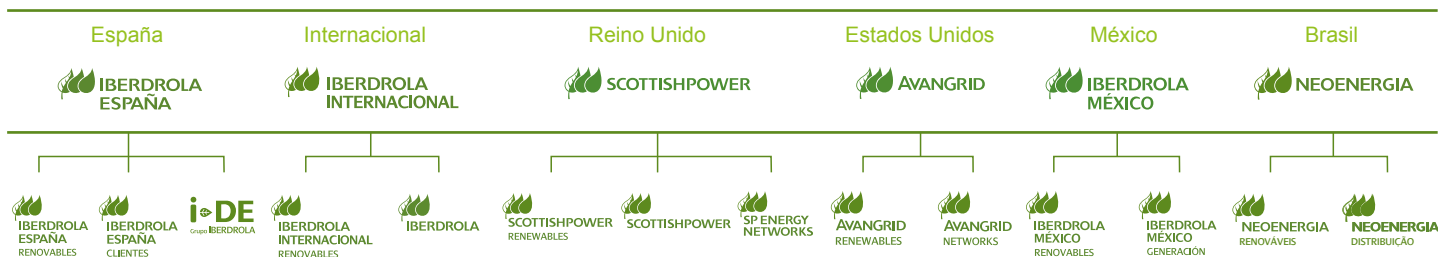 España
Internacional
Reino Unido
Estados Unidos
México
Brasil
IBERDROLA
ESPAÑA
IBERDROLA
INTERNACIONAL
SCOTTISHPOWER
AVANGRID
IBERDROLA
MÉXICO
NEOENERGIA
IBERDROLA
ESPAÑA
RENOVABLES
IBERDROLA
ESPAÑA
CLIENTES
i-DE
Grupo IBERDROLA
IBERDROLA
INTERNACIONAL
RENOVABLES
IBERDROLA
SCOTTISHPOWER
RENEWABLES
SCOTTISHPOWER
SP ENERGY
NETWORKS
AVANGRID
RENEWABLES
AVANGRID
NETWORKS
IBERDROLA
MÉXICO
RENOVABLES
IBERDROLA
MÉXICO
GENERACIÓN
NEOENERGIA
RENOVÁVEIS
NEOENERGIA
DISTRIBUIÇÃO